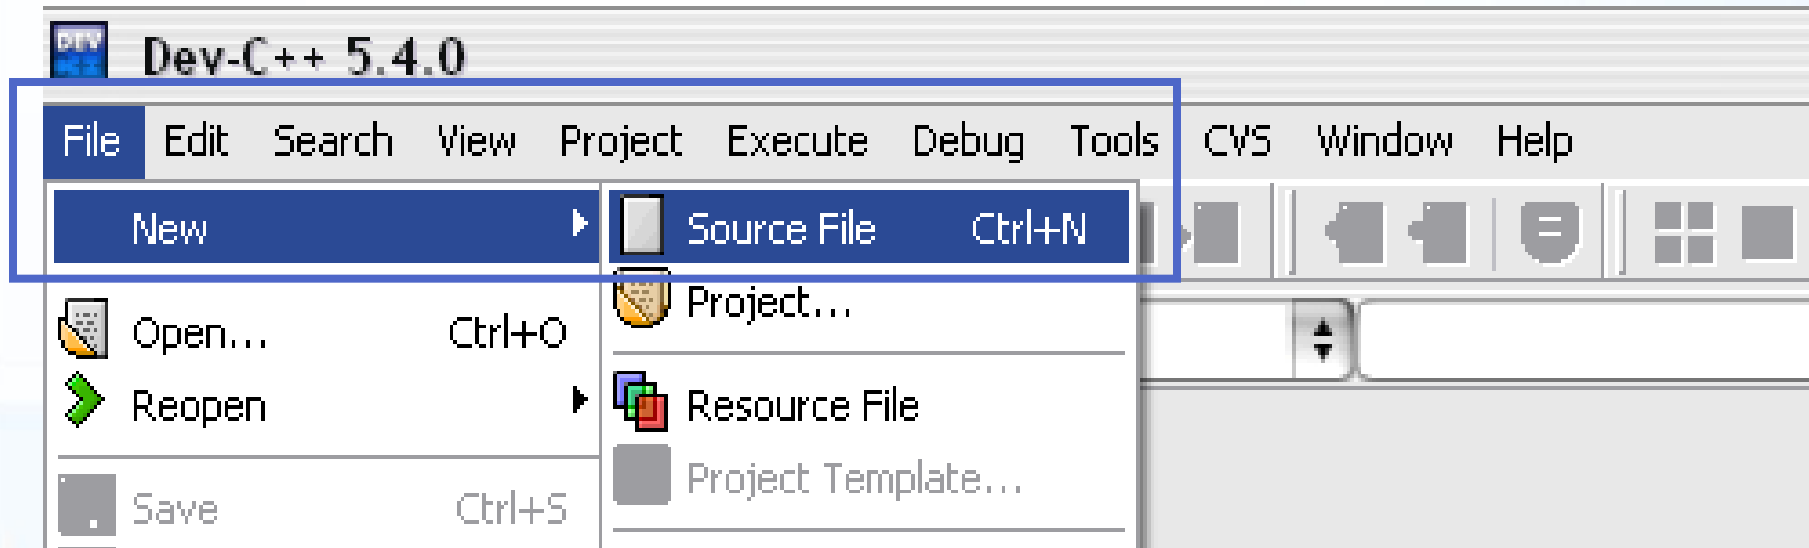 Dev-C++ 5.4.0
File Edit Search View Project Execute Debug Tools CVS Window Help
New Source File Ctrl+N
Project...
Open... Ctrl+O
Reopen Resource File
Project Template...
Save Ctrl+S